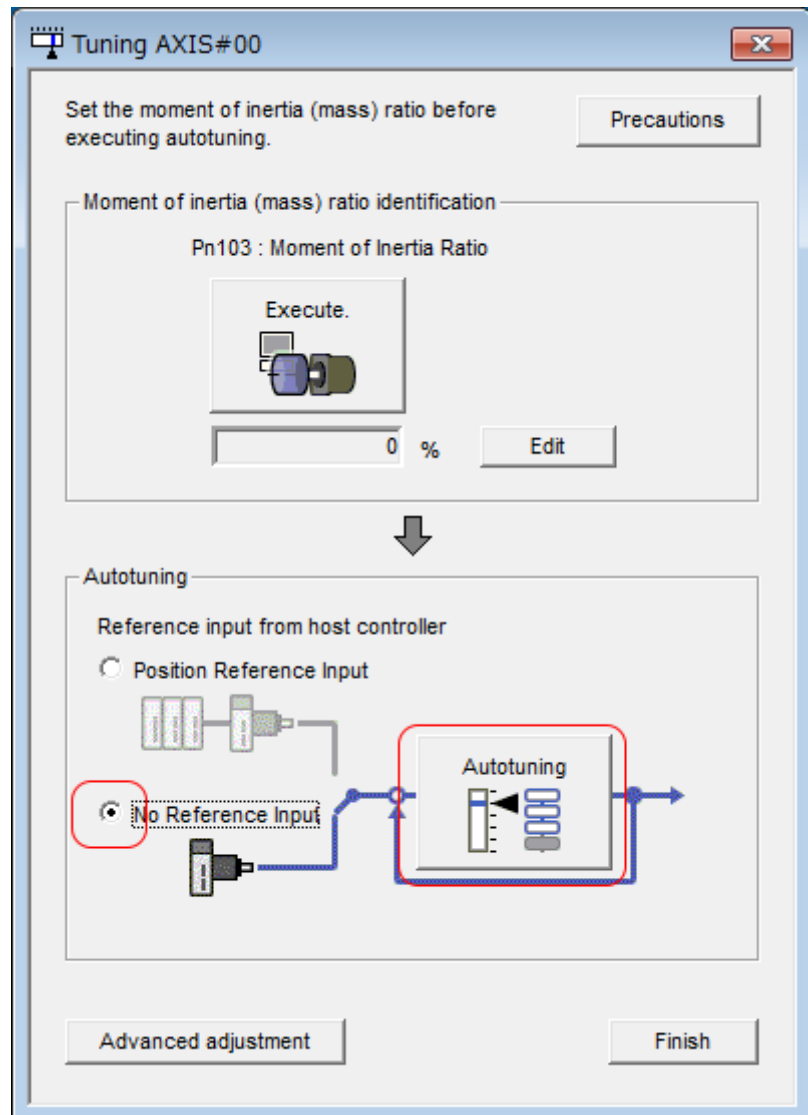 Tuning AXIS#00
Set the moment of inertia (mass) ratio before
executing autotuning.
Precautions
Moment of inertia (mass) ratio identification
Pn103 : Moment of Inertia Ratio
Execute.
0 %
Edit
Autotuning
Reference input from host controller
Position Reference Input
Autotuning
No Reference Input
Advanced adjustment
Finish